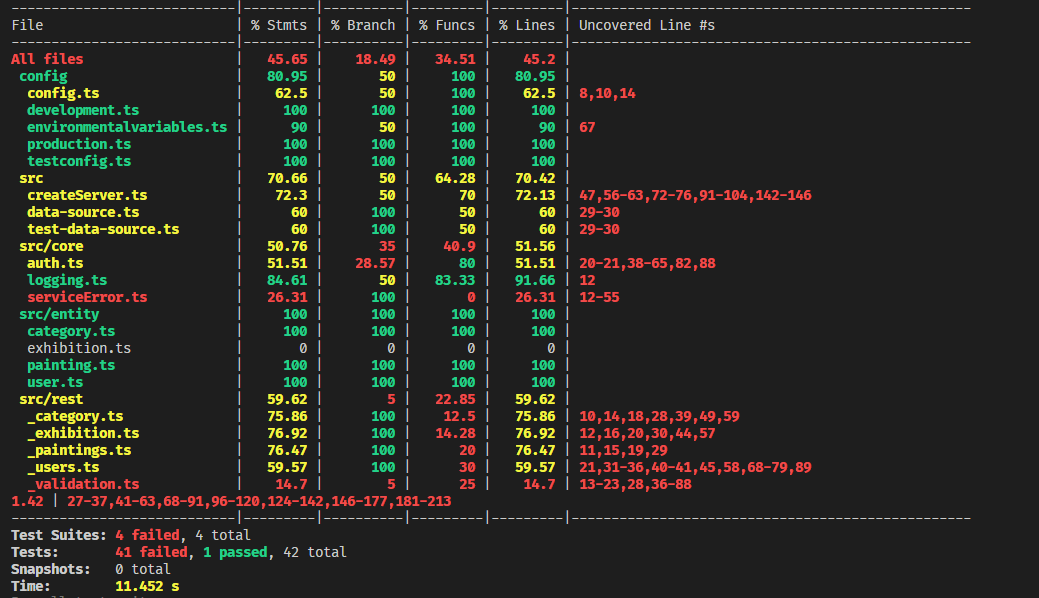 ---------------------------|---------|----------|---------|---------|------------------------------------------------
File                       | % Stmts | % Branch | % Funcs | % Lines | Uncovered Line #s
---------------------------|---------|----------|---------|---------|------------------------------------------------
All files                  |   45.65 |    18.49 |   34.51 |    45.2 |
 config                    |   80.95 |       50 |     100 |   80.95 |
  config.ts                |    62.5 |       50 |     100 |    62.5 | 8,10,14
  development.ts           |     100 |      100 |     100 |     100 |
  environmentalvariables.ts |      90 |       50 |     100 |      90 | 67
  production.ts            |     100 |      100 |     100 |     100 |
  testconfig.ts            |     100 |      100 |     100 |     100 |
 src                       |   70.66 |       50 |   64.28 |   70.42 |
  createServer.ts          |    72.3 |       50 |      70 |   72.13 | 47,56-63,72-76,91-104,142-146
  data-source.ts           |      60 |      100 |      50 |      60 | 29-30
  test-data-source.ts      |      60 |      100 |      50 |      60 | 29-30
 src/core                  |   50.76 |       35 |    40.9 |   51.56 |
  auth.ts                  |   51.51 |    28.57 |      80 |   51.51 | 20-21,38-65,82,88
  logging.ts               |   84.61 |       50 |   83.33 |   91.66 | 12
  serviceError.ts          |   26.31 |      100 |       0 |   26.31 | 12-55
 src/entity                |     100 |      100 |     100 |     100 |
  category.ts              |     100 |      100 |     100 |     100 |
  exhibition.ts            |       0 |        0 |       0 |       0 |
  painting.ts              |     100 |      100 |     100 |     100 |
  user.ts                  |     100 |      100 |     100 |     100 |
 src/rest                  |   59.62 |        5 |   22.85 |   59.62 |
  _category.ts             |   75.86 |      100 |    12.5 |   75.86 | 10,14,18,28,39,49,59
  _exhibition.ts           |   76.92 |      100 |   14.28 |   76.92 | 12,16,20,30,44,57
  _paintings.ts            |   76.47 |      100 |      20 |   76.47 | 11,15,19,29
  _users.ts                |   59.57 |      100 |      30 |   59.57 | 21,31-36,40-41,45,58,68-79,89
  _validation.ts           |    14.7 |        5 |      25 |    14.7 | 13-23,28,36-88
1.42 | 27-37,41-63,68-91,96-120,124-142,146-177,181-213
---------------------------|---------|----------|---------|---------|------------------------------------------------
Test Suites: 4 failed, 4 total
Tests:       41 failed, 1 passed, 42 total
Snapshots:   0 total
Time:        11.452 s